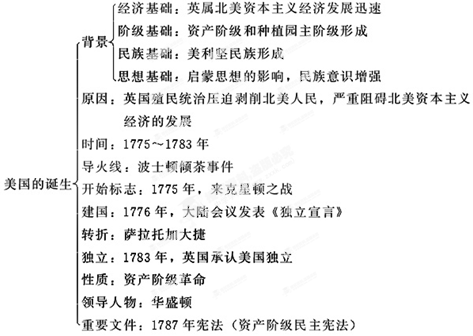 经济基础：英属北美资本主义经济发展迅速
阶级基础：资产阶级和种植园主阶级形成
背景
民族基础：美利坚民族形成
思想基础：启蒙思想的影响，民族意识增强
原因：英国殖民统治压迫剥削北美人民，严重阻碍北美资本主义
经济的发展
时间：1775～1783年
导火线：波士顿倾茶事件
美国的诞生
开始标志：1775年，来克星顿之战
建国：1776年，大陆会议发表《独立宣言》
转折：萨拉托加大捷
独立：1783年，英国承认美国独立
性质：资产阶级革命
领导人物：华盛顿
重要文件：1787年宪法（资产阶级民主宪法）